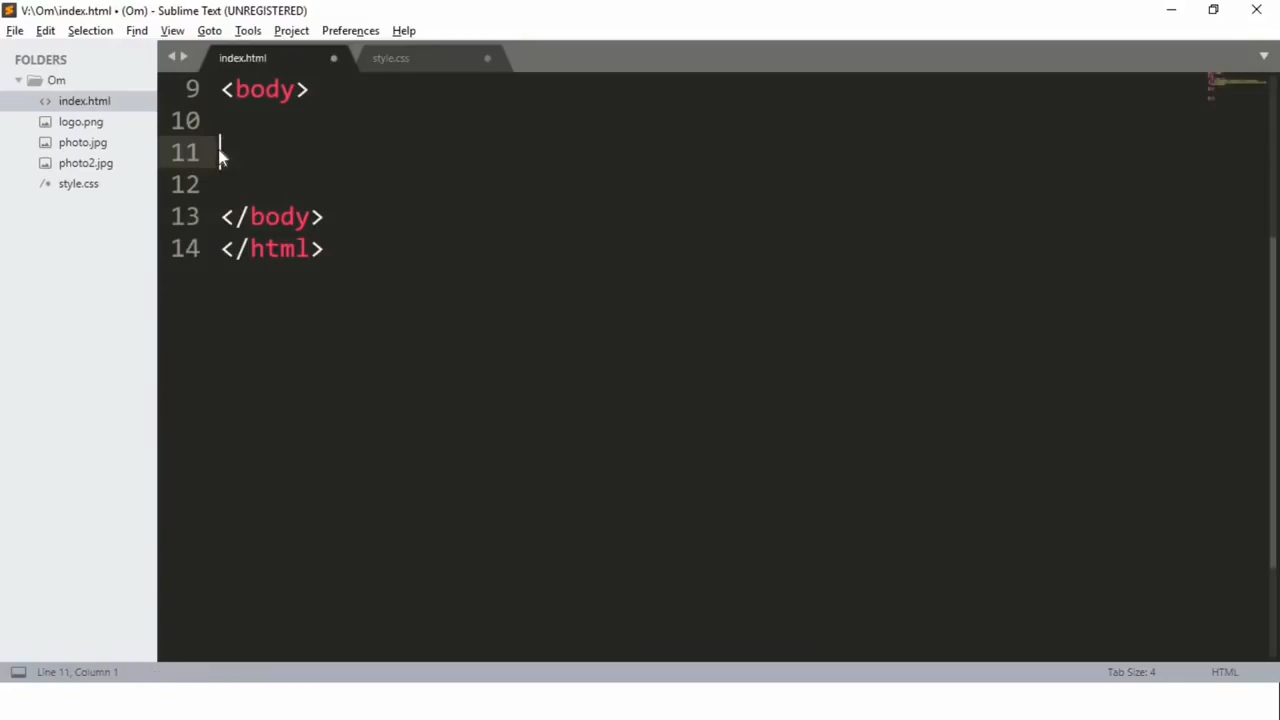 V:\Om\index.html • (Om) - Sublime Text (UNREGISTERED)
File Edit Selection Find View Goto Tools Project Preferences Help
FOLDERS
Om
index.html
logo.png
photo.jpg
photo2.jpg
style.css
index.html style.css
9 <body>
10
11
12
13 </body>
14 </html>
Line 11, Column 1 Tab Size: 4 HTML